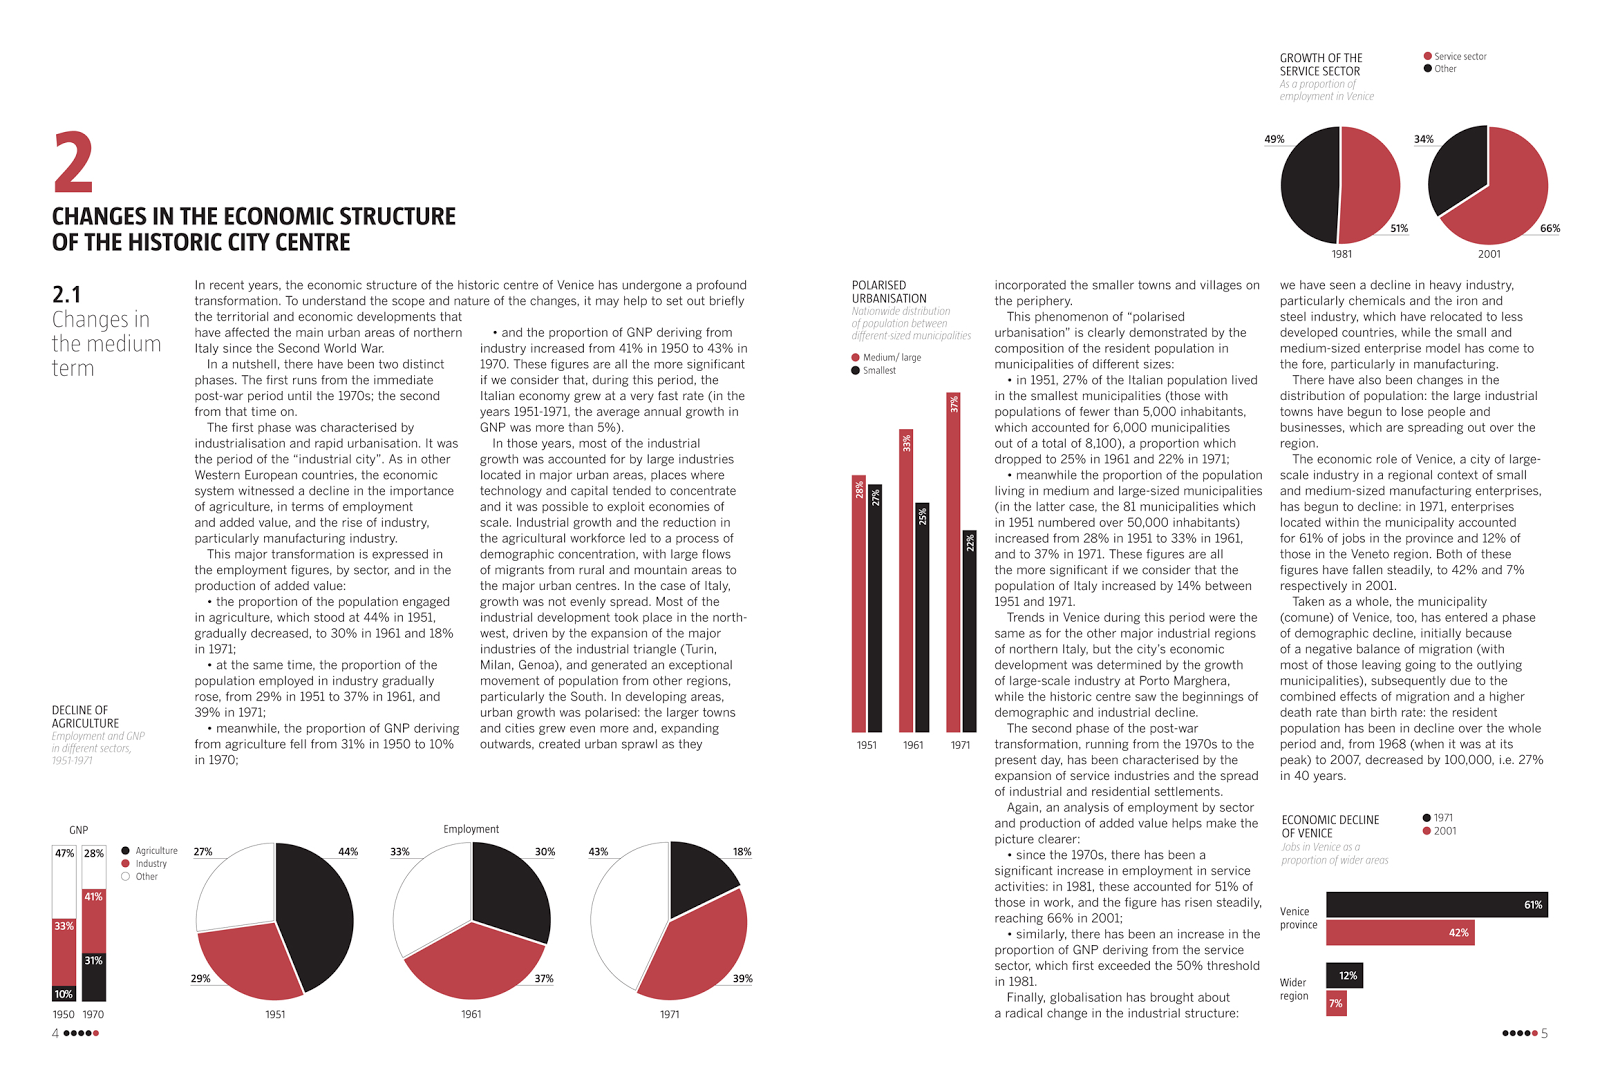 2
CHANGES IN THE ECONOMIC STRUCTURE
OF THE HISTORIC CITY CENTRE
2.1
Changes in
the medium
term
In recent years, the economic structure of the historic centre of Venice has undergone a profound
transformation. To understand the scope and nature of the changes, it may help to set out briefly
the territorial and economic developments that
have affected the main urban areas of northern
Italy since the Second World War.
In a nutshell, there have been two distinct
phases. The first runs from the immediate
post-war period until the 1970s; the second
from that time on.
The first phase was characterised by
industrialisation and rapid urbanisation. It was
the period of the “industrial city”. As in other
Western European countries, the economic
system witnessed a decline in the importance
of agriculture, in terms of employment
and added value, and the rise of industry,
particularly manufacturing industry.
This major transformation is expressed in
the employment figures, by sector, and in the
production of added value:
• the proportion of the population engaged
in agriculture, which stood at 44% in 1951,
gradually decreased, to 30% in 1961 and 18%
in 1971;
• at the same time, the proportion of the
population employed in industry gradually
rose, from 29% in 1951 to 37% in 1961, and
39% in 1971;
• meanwhile, the proportion of GNP deriving
from agriculture fell from 31% in 1950 to 10%
in 1970;
• and the proportion of GNP deriving from
industry increased from 41% in 1950 to 43% in
1970. These figures are all the more significant
if we consider that, during this period, the
Italian economy grew at a very fast rate (in the
years 1951-1971, the average annual growth in
GNP was more than 5%).
In those years, most of the industrial
growth was accounted for by large industries
located in major urban areas, places where
technology and capital tended to concentrate
and it was possible to exploit economies of
scale. Industrial growth and the reduction in
the agricultural workforce led to a process of
demographic concentration, with large flows
of migrants from rural and mountain areas to
the major urban centres. In the case of Italy,
growth was not evenly spread. Most of the
industrial development took place in the north-
west, driven by the expansion of the major
industries of the industrial triangle (Turin,
Milan, Genoa), and generated an exceptional
movement of population from other regions,
particularly the South. In developing areas,
urban growth was polarised: the larger towns
and cities grew even more and, expanding
outwards, created urban sprawl as they
DECLINE OF
AGRICULTURE
Employment and GNP
in different sectors,
1951-1971
GNP
47% 28%
41%
33%
31%
10%
1950 1970
Agriculture
Industry
Other
Employment
27% 44%
29%
1951
33% 30%
37%
1961
43% 18%
39%
1971
4
POLARISED
URBANISATION
Nationwide distribution
of population between
different-sized municipalities
Medium/ large
Smallest
28% 27%
33% 25%
37% 22%
1951 1961 1971
incorporated the smaller towns and villages on
the periphery.
This phenomenon of “polarised
urbanisation” is clearly demonstrated by the
composition of the resident population in
municipalities of different sizes:
• in 1951, 27% of the Italian population lived
in the smallest municipalities (those with
populations of fewer than 5,000 inhabitants,
which accounted for 6,000 municipalities
out of a total of 8,100), a proportion which
dropped to 25% in 1961 and 22% in 1971;
• meanwhile the proportion of the population
living in medium and large-sized municipalities
(in the latter case, the 81 municipalities which
in 1951 numbered over 50,000 inhabitants)
increased from 28% in 1951 to 33% in 1961,
and to 37% in 1971. These figures are all
the more significant if we consider that the
population of Italy increased by 14% between
1951 and 1971.
Trends in Venice during this period were the
same as for the other major industrial regions
of northern Italy, but the city’s economic
development was determined by the growth
of large-scale industry at Porto Marghera,
while the historic centre saw the beginnings of
demographic and industrial decline.
The second phase of the post-war
transformation, running from the 1970s to the
present day, has been characterised by the
expansion of service industries and the spread
of industrial and residential settlements.
Again, an analysis of employment by sector
and production of added value helps make the
picture clearer:
• since the 1970s, there has been a
significant increase in employment in service
activities: in 1981, these accounted for 51% of
those in work, and the figure has risen steadily,
reaching 66% in 2001;
• similarly, there has been an increase in the
proportion of GNP deriving from the service
sector, which first exceeded the 50% threshold
in 1981.
Finally, globalisation has brought about
a radical change in the industrial structure:
GROWTH OF THE
SERVICE SECTOR
As a proportion of
employment in Venice
Service sector
Other
49%
51%
1981
34%
66%
2001
we have seen a decline in heavy industry,
particularly chemicals and the iron and
steel industry, which have relocated to less
developed countries, while the small and
medium-sized enterprise model has come to
the fore, particularly in manufacturing.
There have also been changes in the
distribution of population: the large industrial
towns have begun to lose people and
businesses, which are spreading out over the
region.
The economic role of Venice, a city of large-
scale industry in a regional context of small
and medium-sized manufacturing enterprises,
has begun to decline: in 1971, enterprises
located within the municipality accounted
for 61% of jobs in the province and 12% of
those in the Veneto region. Both of these
figures have fallen steadily, to 42% and 7%
respectively in 2001.
Taken as a whole, the municipality
(comune) of Venice, too, has entered a phase
of demographic decline, initially because
of a negative balance of migration (with
most of those leaving going to the outlying
municipalities), subsequently due to the
combined effects of migration and a higher
death rate than birth rate: the resident
population has been in decline over the whole
period and, from 1968 (when it was at its
peak) to 2007, decreased by 100,000, i.e. 27%
in 40 years.
ECONOMIC DECLINE
OF VENICE
Jobs in Venice as a
proportion of wider areas
1971
2001
Venice
province
61%
42%
Wider
region
12%
7%
5